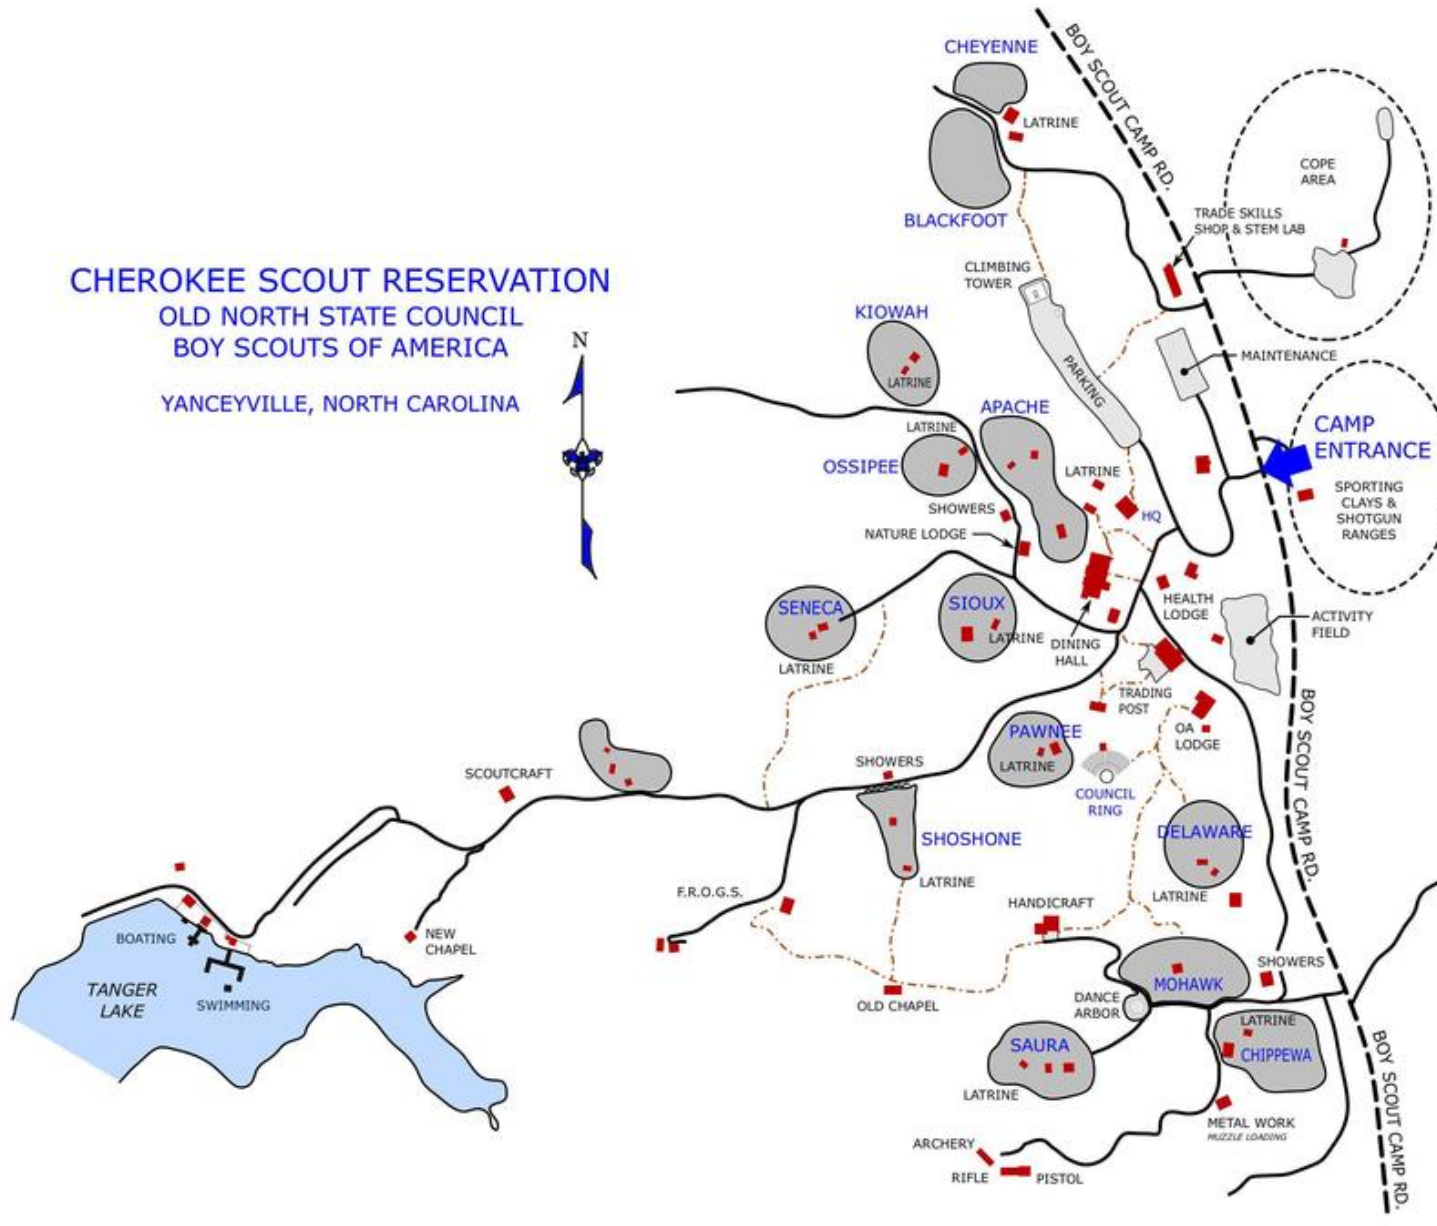 CHEYENNE
LATRINE
BLACKFOOT
BOY SCOUT CAMP RD.
COPE
AREA
TRADE SKILLS
SHOP & STEM LAB
CLIMBING
TOWER
CHEROKEE SCOUT RESERVATION
OLD NORTH STATE COUNCIL
BOY SCOUTS OF AMERICA
YANCEYVILLE, NORTH CAROLINA
N
KIOWAH
LATRINE
PARKING
MAINTENANCE
APACHE
LATRINE
OSSIPEE
LATRINE
CAMP
ENTRANCE
SPORTING
CLAYS &
SHOTGUN
RANGES
SHOWERS
HQ
NATURE LODGE
SENECA
LATRINE
SIOUX
LATRINE
DINING
HALL
HEALTH
LODGE
ACTIVITY
FIELD
TRADING
POST
OA
LODGE
BOY SCOUT CAMP RD.
PAWNEE
LATRINE
COUNCIL
RING
SCOUTCRAFT
SHOWERS
SHOSHONE
LATRINE
DELAWARE
LATRINE
F.R.O.G.S.
HANDICRAFT
NEW
CHAPEL
BOATING
TANGER
LAKE
SWIMMING
OLD CHAPEL
MOHAWK
SHOWERS
DANCE
ARBOR
LATRINE
CHIPPEWA
SAURA
LATRINE
BOY SCOUT CAMP RD.
METAL WORK
MUZZLE LOADING
ARCHERY
RIFLE
PISTOL